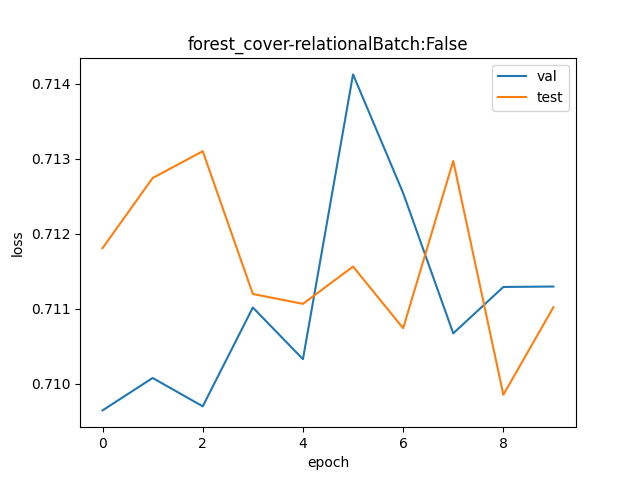 forest_cover-relationalBatch:False
val
test
0.714
0.713
0.712
0.711
0.710
loss
0
2
4
6
8
epoch